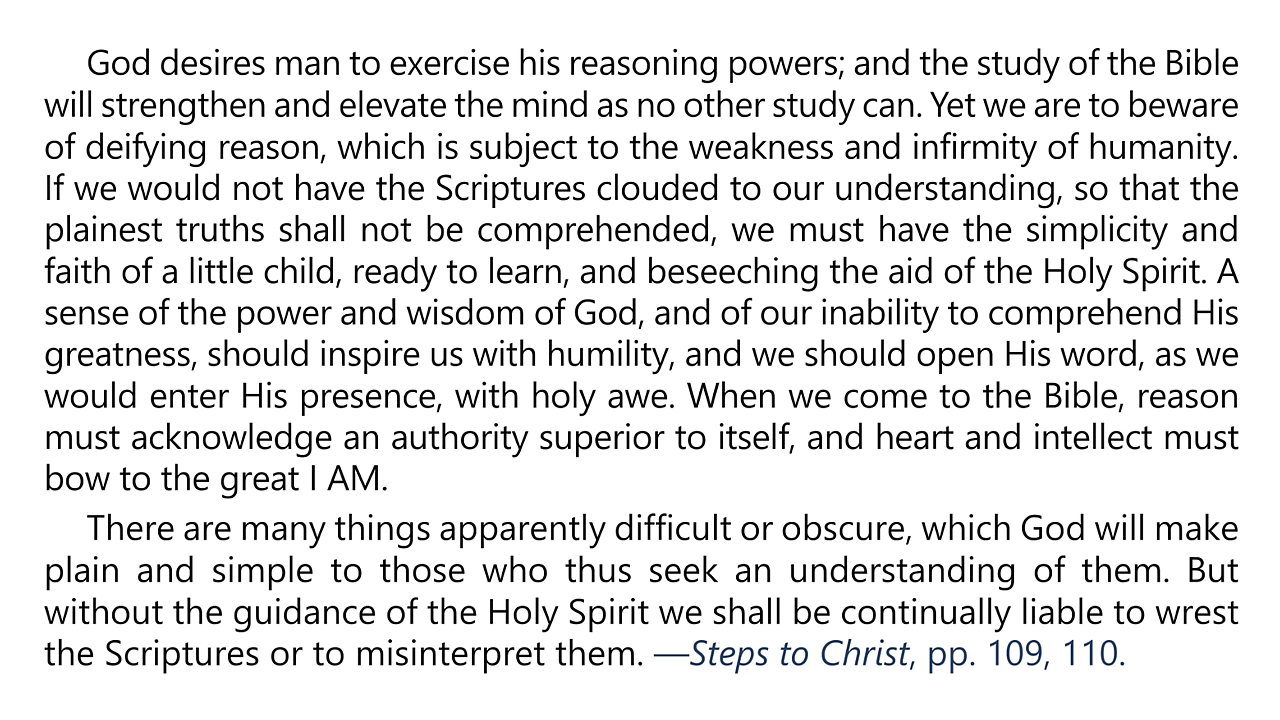 God desires man to exercise his reasoning powers; and the study of the Bible
will strengthen and elevate the mind as no other study can. Yet we are to beware
of deifying reason, which is subject to the weakness and infirmity of humanity.
If we would not have the Scriptures clouded to our understanding, so that the
plainest truths shall not be comprehended, we must have the simplicity and
faith of a little child, ready to learn, and beseeching the aid of the Holy Spirit. A
sense of the power and wisdom of God, and of our inability to comprehend His
greatness, should inspire us with humility, and we should open His word, as we
would enter His presence, with holy awe. When we come to the Bible, reason
must acknowledge an authority superior to itself, and heart and intellect must
bow to the great I AM.
There are many things apparently difficult or obscure, which God will make
plain and simple to those who thus seek an understanding of them. But
without the guidance of the Holy Spirit we shall be continually liable to wrest
the Scriptures or to misinterpret them. —Steps to Christ, pp. 109, 110.